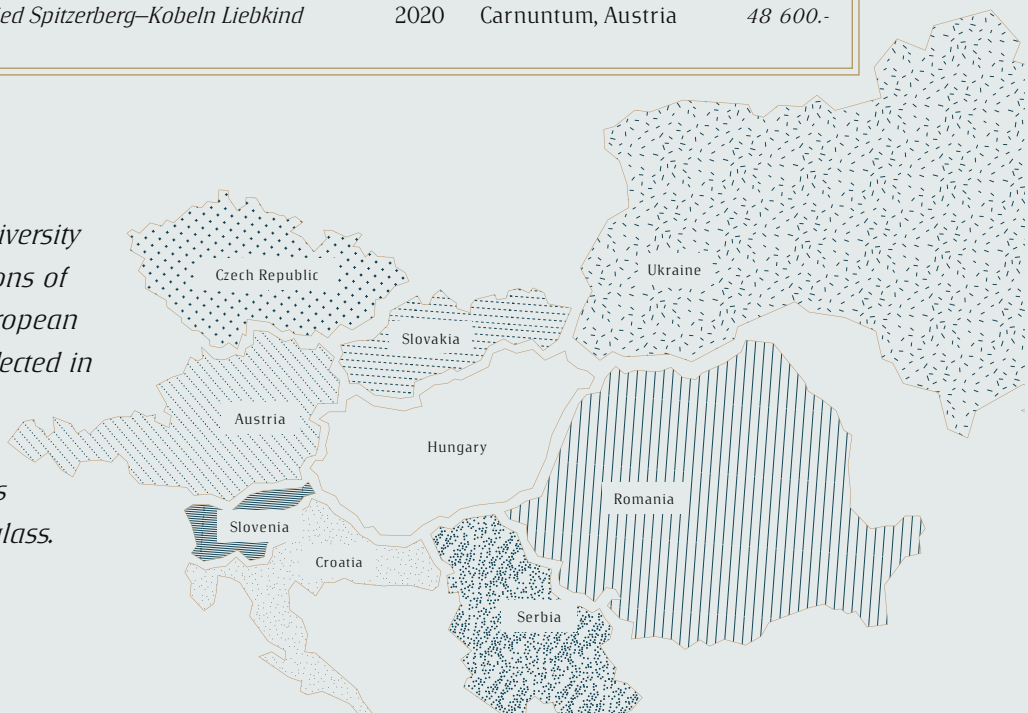 ied Spitzerberg–Kobeln Liebkind 2020 Carnuntum, Austria 48 600.-
iversity
ons of
ropean
lected in
s
lass.
Czech Republic
Ukraine
Slovakia
Austria
Hungary
Romania
Slovenia
Croatia
Serbia